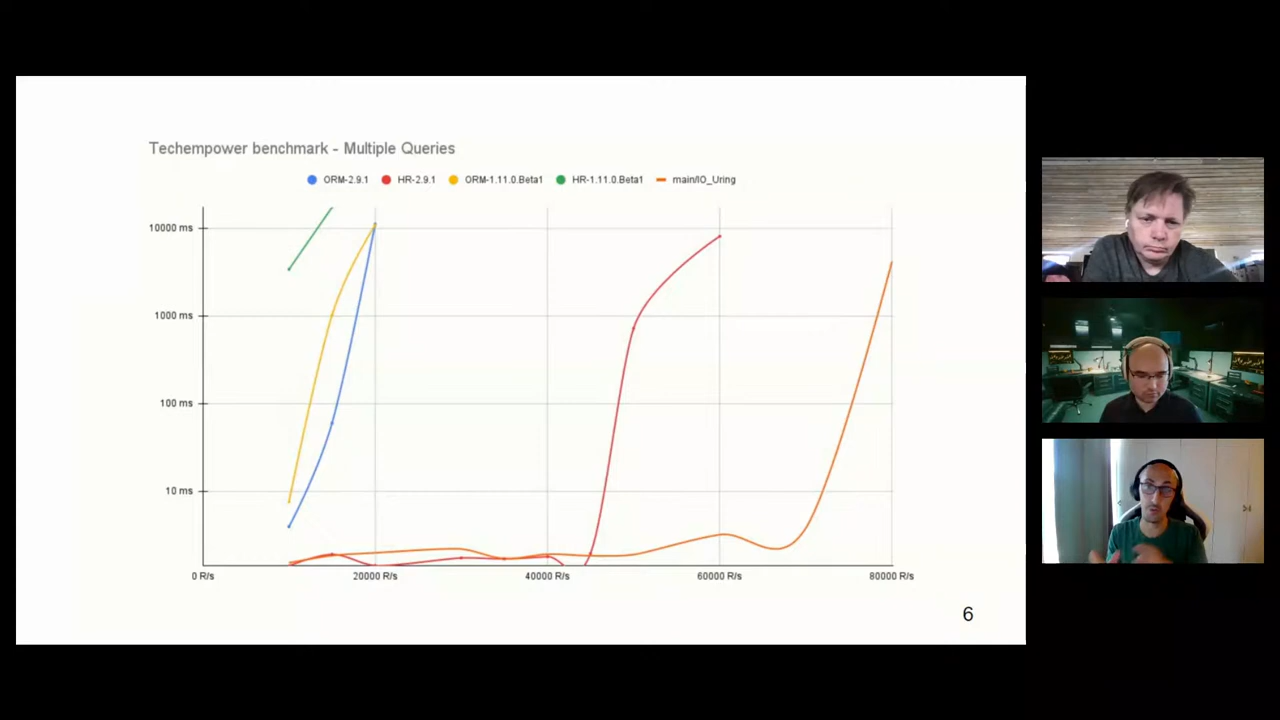 Techempower benchmark - Multiple Queries
ORM-2.9.1 HR-2.9.1 ORM-1.11.0.Beta1 HR-1.11.0.Beta1 main/IO_Uring
10000 ms
1000 ms
100 ms
10 ms
0 R/s 20000 R/s 40000 R/s 60000 R/s 80000 R/s
6